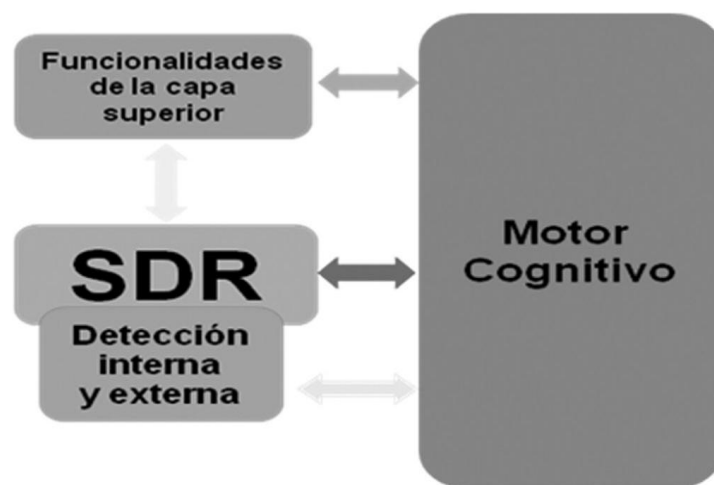 Funcionalidades
de la capa
superior
SDR
Detección
interna
y externa
Motor
Cognitivo